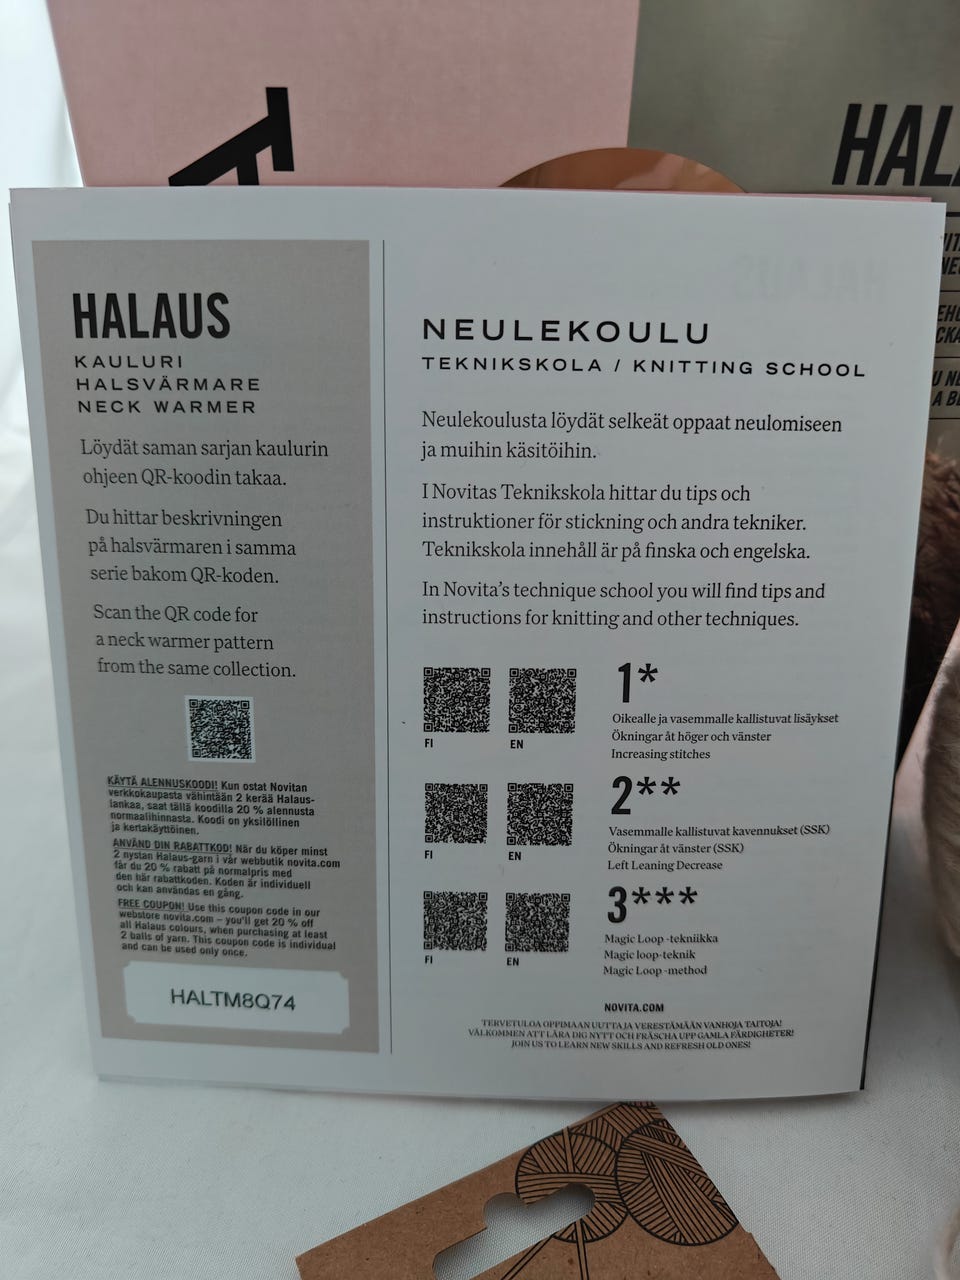 HAL
HALAUS
KAULURI
HALSVÄRMARE
NECK WARMER
Löydät saman sarjan kaulurin
ohjeen QR-koodin takaa.
Du hittar beskrivningen
på halsvärmaren i samma
serie bakom QR-koden.
Scan the QR code for
a neck warmer pattern
from the same collection.
KÄYTÄ ALENNUSKOODI! Kun ostat Novitan
verkkokaupasta vähintään 2 kerää Halaus-
lankaa, saat tällä koodilla 20 % alennusta
normaalihinnasta. Koodi on yksilöllinen
ja kertakäyttöinen.
ANVÄND DIN RABATTKOD! När du köper minst
2 nystan Halaus-garn i vår webbutik novita.com
får du 20 % rabatt på normalpris med
den här rabattkoden. Koden är individuell
och kan användas en gång.
FREE COUPON! Use this coupon code in our
webstore novita.com – you'll get 20 % off
all Halaus colours, when purchasing at least
2 balls of yarn. This coupon code is individual
and can be used only once.
HALTM8Q74
NEULEKOULU
TEKNIKSKOLA / KNITTING SCHOOL
Neulekoulusta löydät selkeät oppaat neulomiseen
ja muihin käsitöihin.
I Novitas Teknikskola hittar du tips och
instruktioner för stickning och andra tekniker.
Teknikskola innehåll är på finska och engelska.
In Novita's technique school you will find tips and
instructions for knitting and other techniques.
FI EN
1*
Oikealle ja vasemmalle kallistuvat lisäykset
Ökningar åt höger och vänster
Increasing stitches
FI EN
2**
Vasemmalle kallistuvat kavennukset (SSK)
Ökningar åt vänster (SSK)
Left Leaning Decrease
FI EN
3***
Magic Loop -tekniikka
Magic loop-teknik
Magic Loop -method
NOVITA.COM
TERVETULOA OPPIMAAN UUTTA JA VERESTÄMÄÄN VANHOJA TAITOJA!
VÄLKOMMEN ATT LÄRA DIG NYTT OCH FRÄSCHA UPP GAMLA FÄRDIGHETER!
JOIN US TO LEARN NEW SKILLS AND REFRESH OLD ONES!